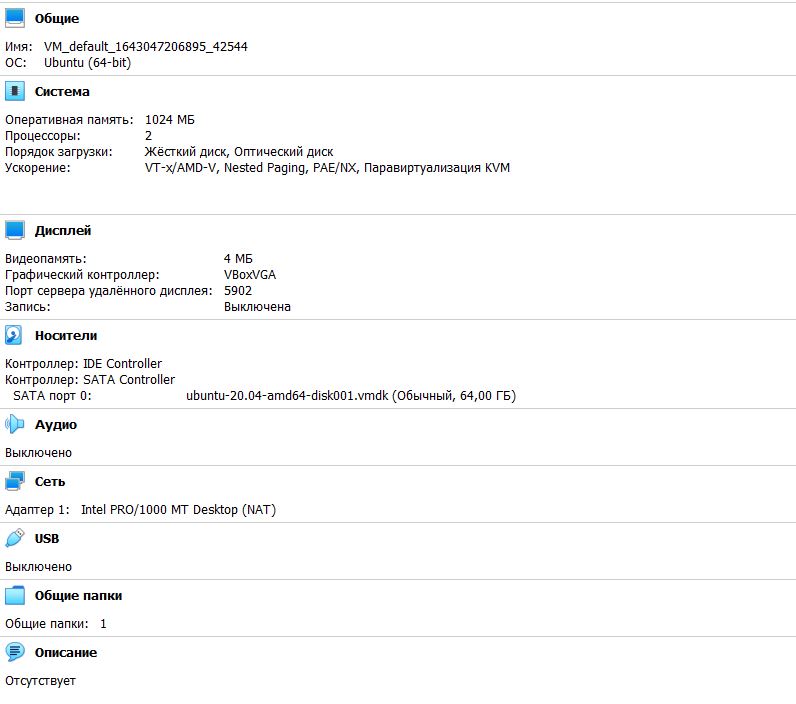 Общие
Имя: VM_default_1643047206895_42544
ОС: Ubuntu (64-bit)
Система
Оперативная память: 1024 МБ
Процессоры: 2
Порядок загрузки: Жёсткий диск, Оптический диск
Ускорение: VT-x/AMD-V, Nested Paging, PAE/NX, Паравиртуализация KVM
Дисплей
Видеопамять: 4 МБ
Графический контроллер: VBoxVGA
Порт сервера удалённого дисплея: 5902
Запись: Выключена
Носители
Контроллер: IDE Controller
Контроллер: SATA Controller
SATA порт 0: ubuntu-20.04-amd64-disk001.vmdk (Обычный, 64,00 ГБ)
Аудио
Выключено
Сеть
Адаптер 1: Intel PRO/1000 MT Desktop (NAT)
USB
Выключено
Общие папки
Общие папки: 1
Описание
Отсутствует